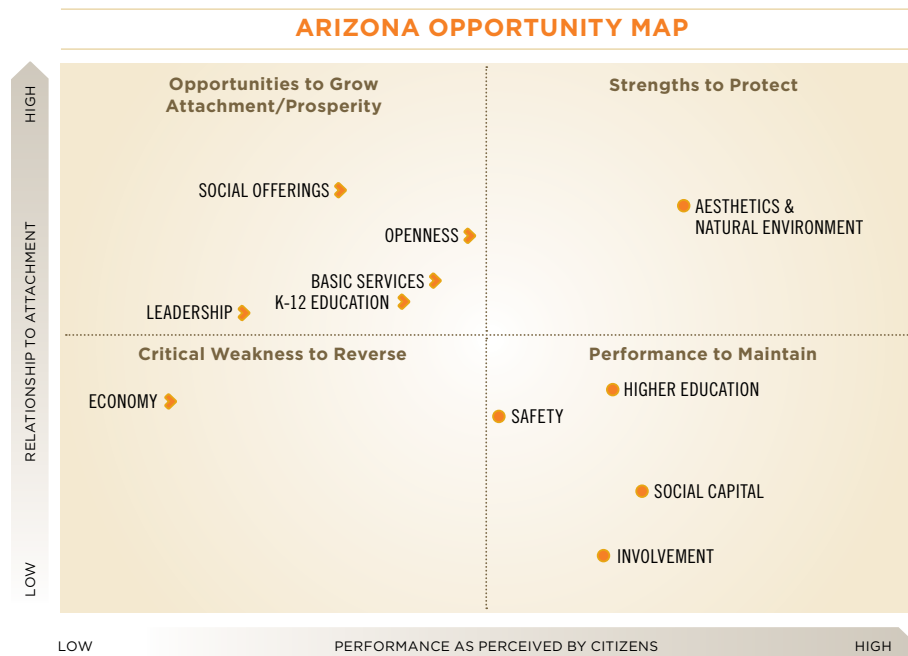 ARIZONA OPPORTUNITY MAP
HIGH
RELATIONSHIP TO ATTACHMENT
LOW
Opportunities to Grow
Attachment/Prosperity
SOCIAL OFFERINGS
OPENNESS
BASIC SERVICES
K-12 EDUCATION
LEADERSHIP
Strengths to Protect
AESTHETICS &
NATURAL ENVIRONMENT
Critical Weakness to Reverse
ECONOMY
Performance to Maintain
HIGHER EDUCATION
SAFETY
SOCIAL CAPITAL
INVOLVEMENT
LOW
PERFORMANCE AS PERCEIVED BY CITIZENS
HIGH